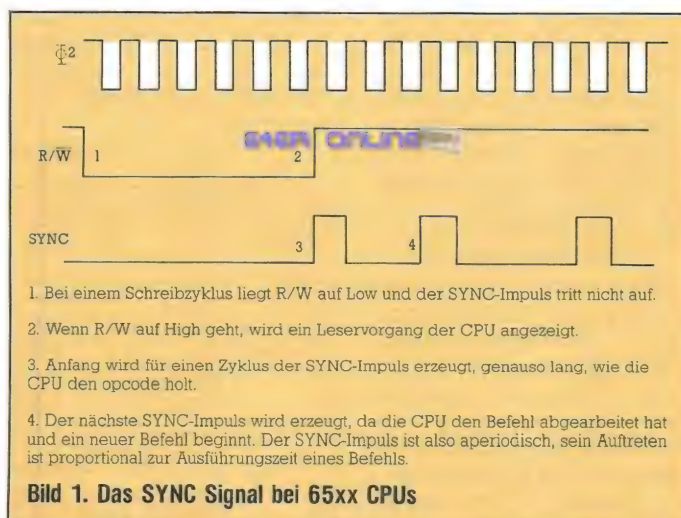 Φ2
64ER ONLINE
R/W̅ 1 2
SYNC 3 4
1. Bei einem Schreibzyklus liegt R/W auf Low und der SYNC-Impuls tritt nicht auf.
2. Wenn R/W auf High geht, wird ein Leservorgang der CPU angezeigt.
3. Anfang wird für einen Zyklus der SYNC-Impuls erzeugt, genauso lang, wie die
CPU den opcode holt.
4. Der nächste SYNC-Impuls wird erzeugt, da die CPU den Befehl abgearbeitet hat
und ein neuer Befehl beginnt. Der SYNC-Impuls ist also aperiodisch, sein Auftreten
ist proportional zur Ausführungszeit eines Befehls.
Bild 1. Das SYNC Signal bei 65xx CPUs